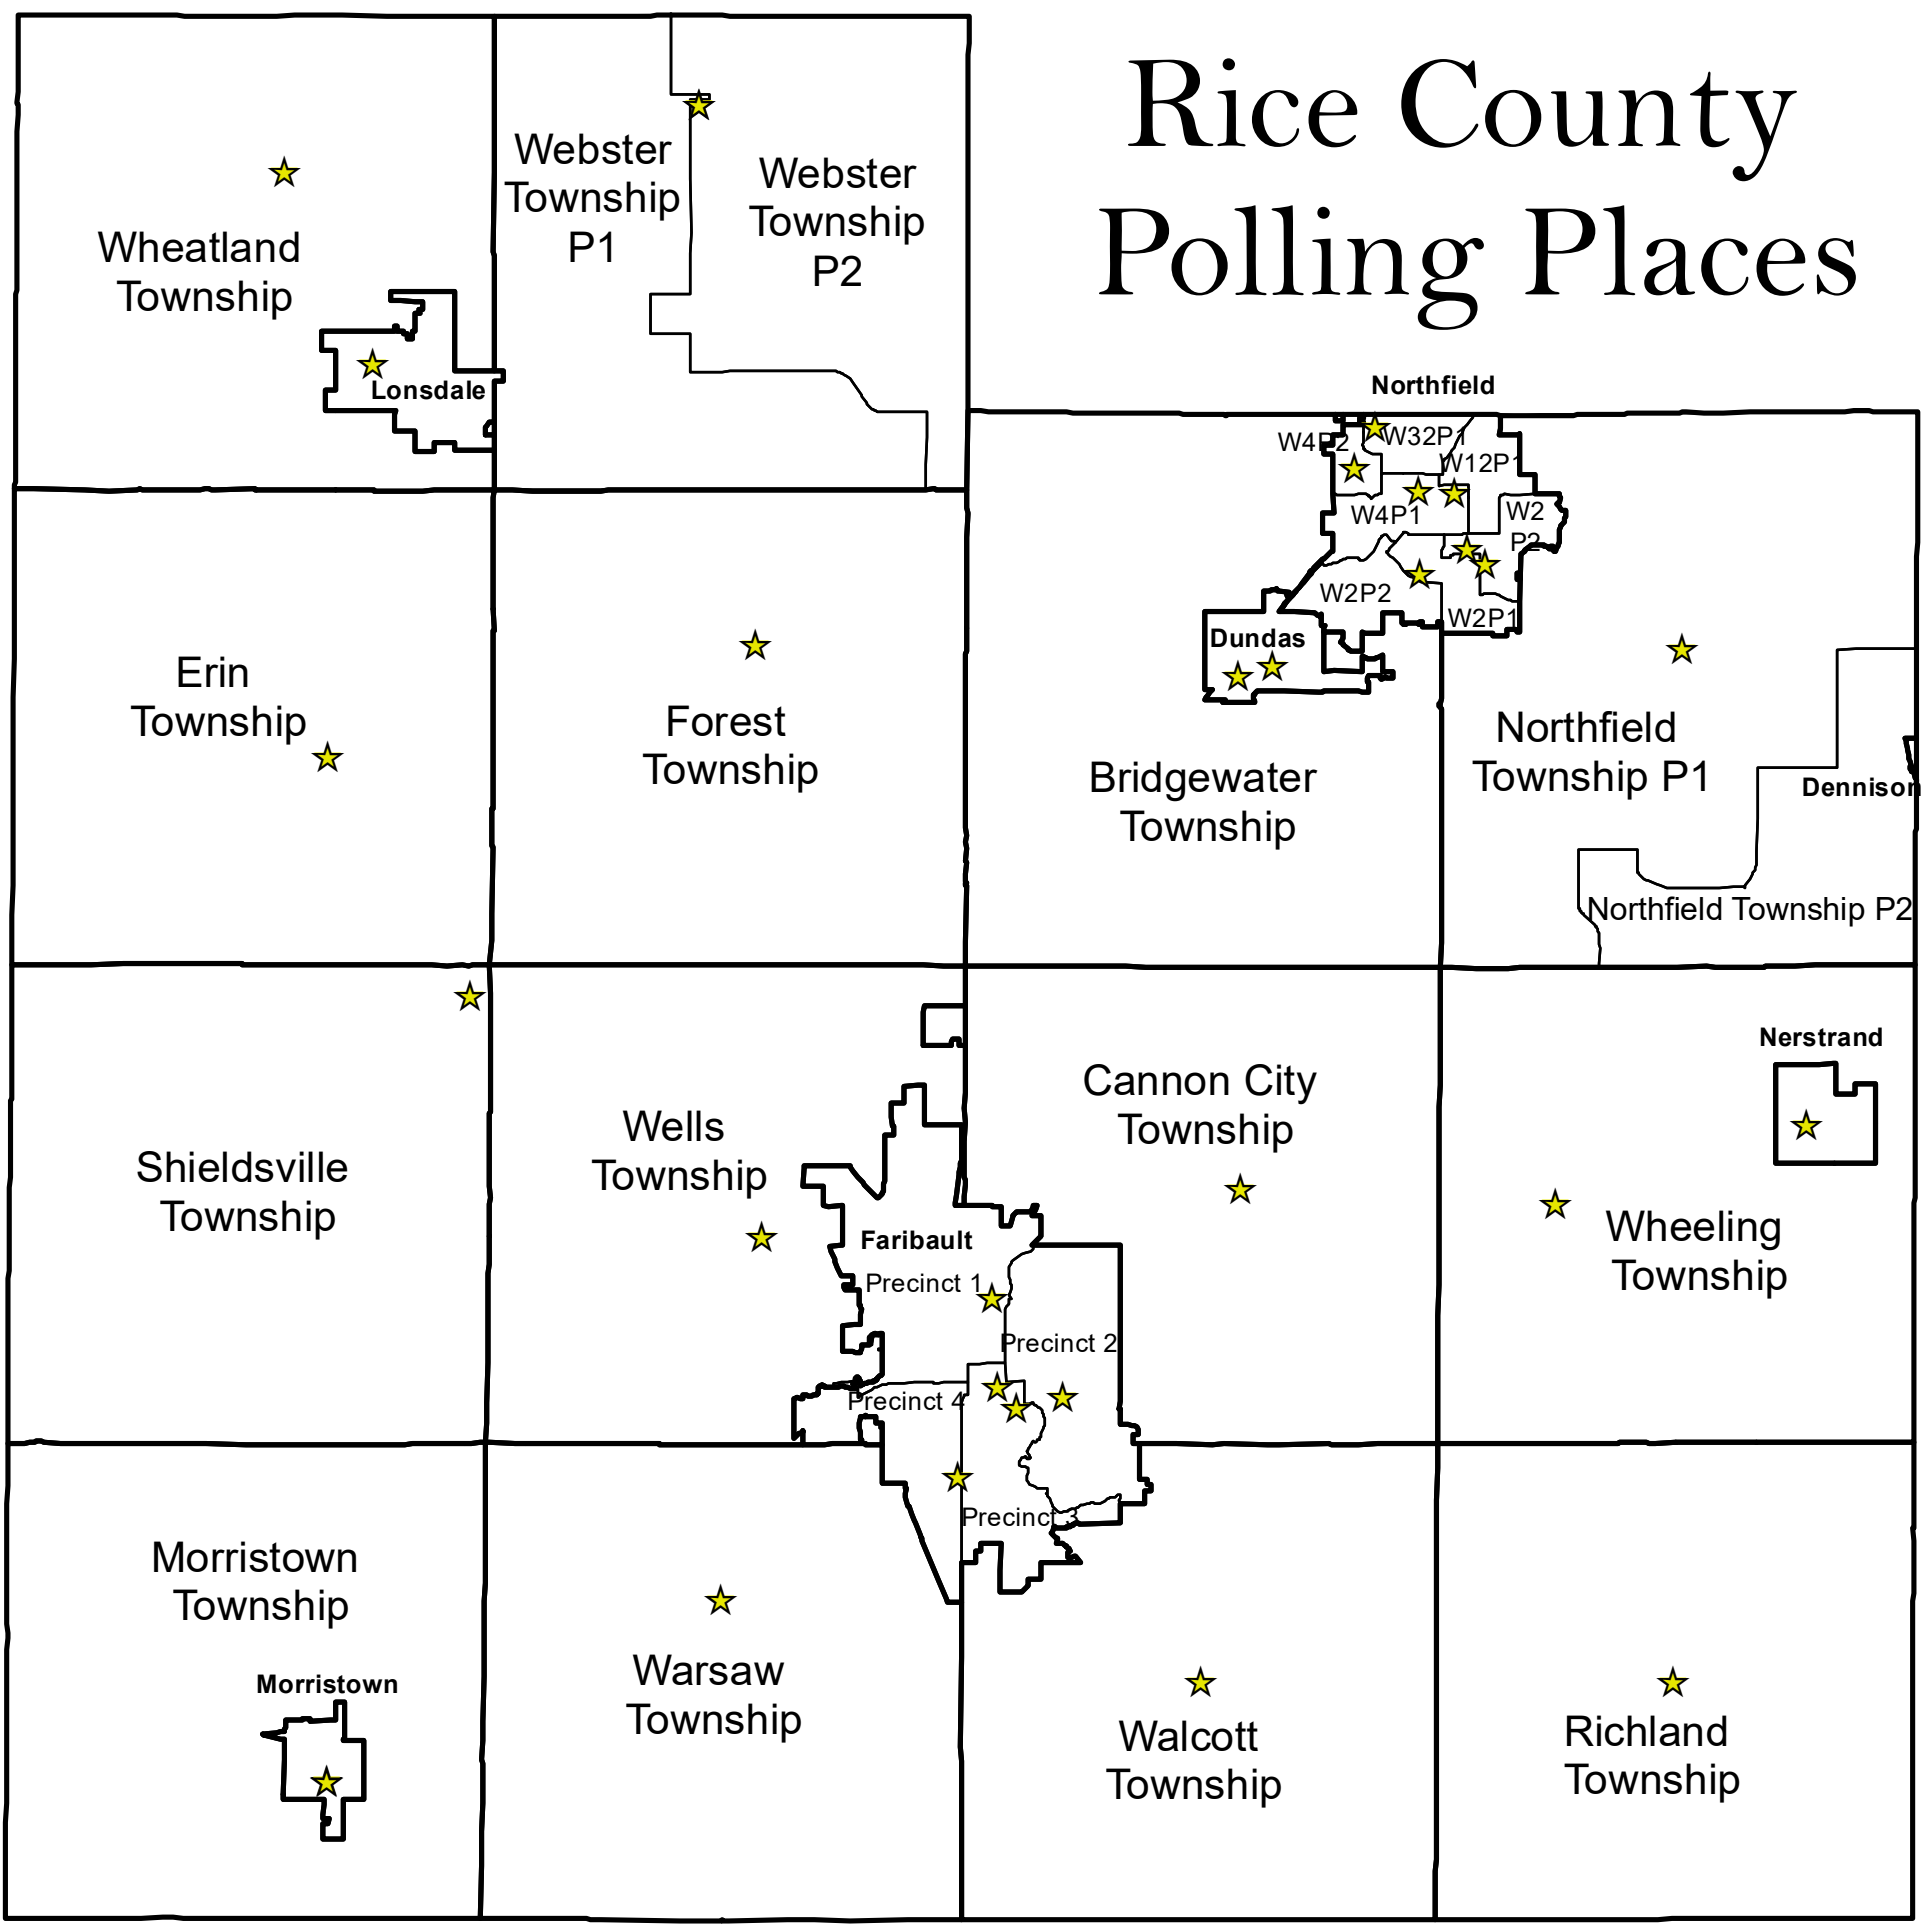 Rice County
Polling Places
Webster
Township
P1
Webster
Township
P2
Wheatland
Township
Lonsdale
Northfield
W4P2
W32P1
W12P1
W4P1
W2
P2
W2P2
W2P1
Dundas
Erin
Township
Forest
Township
Bridgewater
Township
Northfield
Township P1
Dennison
Northfield Township P2
Nerstrand
Cannon City
Township
Wells
Township
Shieldsville
Township
Faribault
Precinct 1
Wheeling
Township
Precinct 2
Precinct 4
Precinct 3
Morristown
Township
Morristown
Warsaw
Township
Walcott
Township
Richland
Township